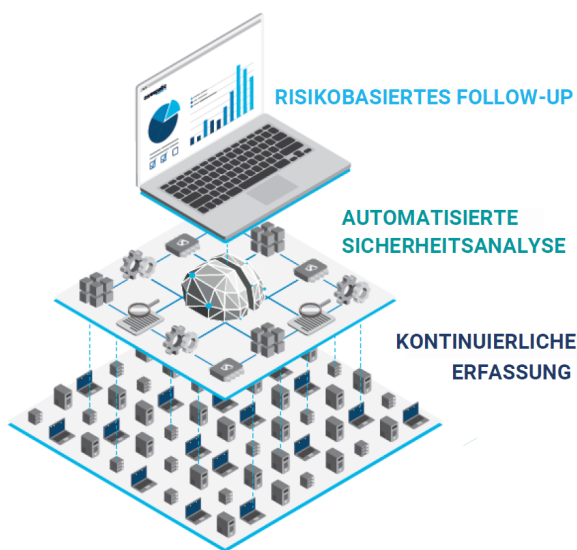 RISIKOBASIERTES FOLLOW-UP
AUTOMATISIERTE
SICHERHEITSANALYSE
KONTINUIERLICHE
ERFASSUNG